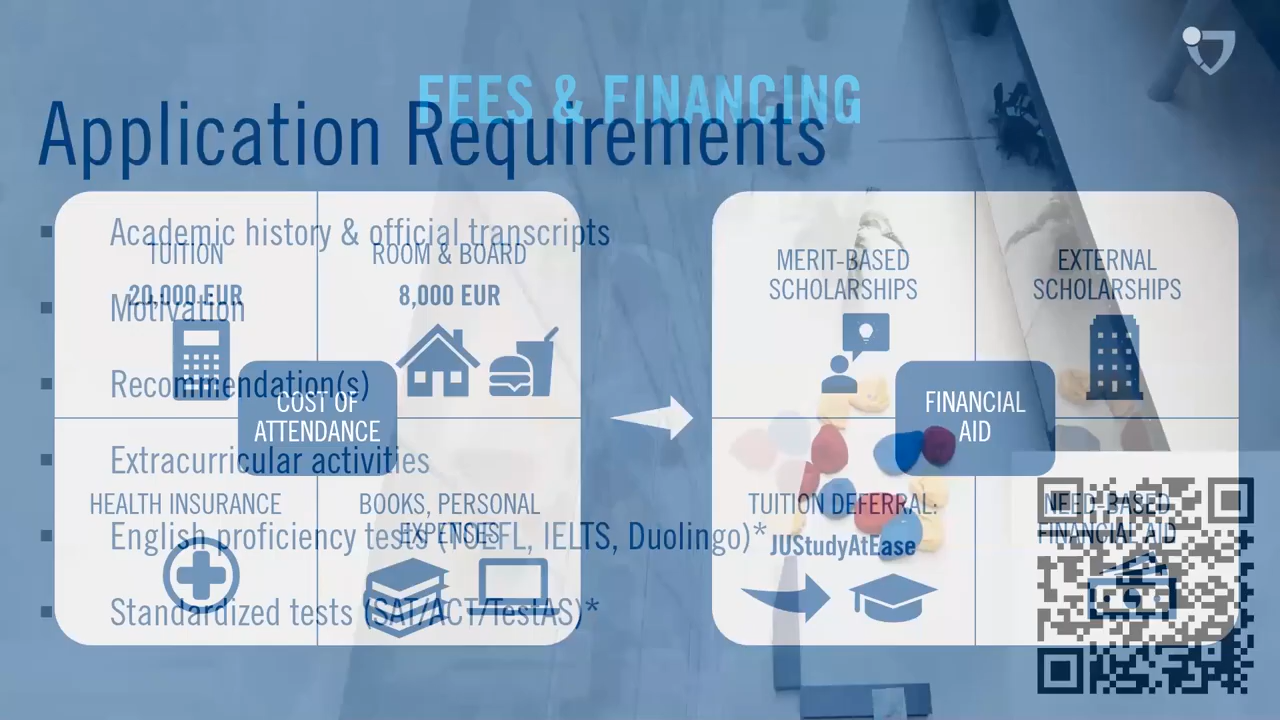 FEES & FINANCING
Application Requirements
Academic history & official transcripts
Motivation
Recommendation(s)
Extracurricular activities
English proficiency tests (TOEFL, IELTS, Duolingo)*
Standardized tests (SAT/ACT/TestAS)*
TUITION
20,000 EUR
ROOM & BOARD
8,000 EUR
COST OF
ATTENDANCE
HEALTH INSURANCE
BOOKS, PERSONAL
EXPENSES
MERIT-BASED
SCHOLARSHIPS
EXTERNAL
SCHOLARSHIPS
FINANCIAL
AID
TUITION DEFERRAL:
JUStudyAtEase
NEED-BASED
FINANCIAL AID